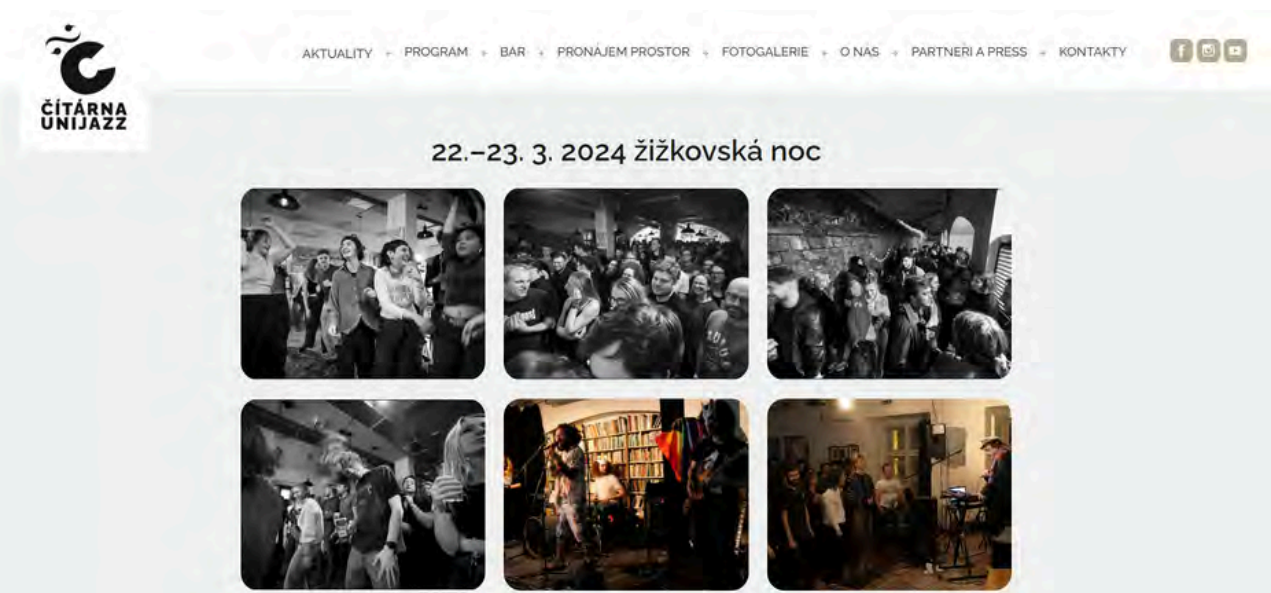 AKTUALITY + PROGRAM + BAR + PRONÁJEM PROSTOR + FOTOGALERIE + O NÁS + PARTNEŘI A PRESS + KONTAKTY
ČÍTÁRNA
UNIJAZZ
22.–23. 3. 2024 žižkovská noc